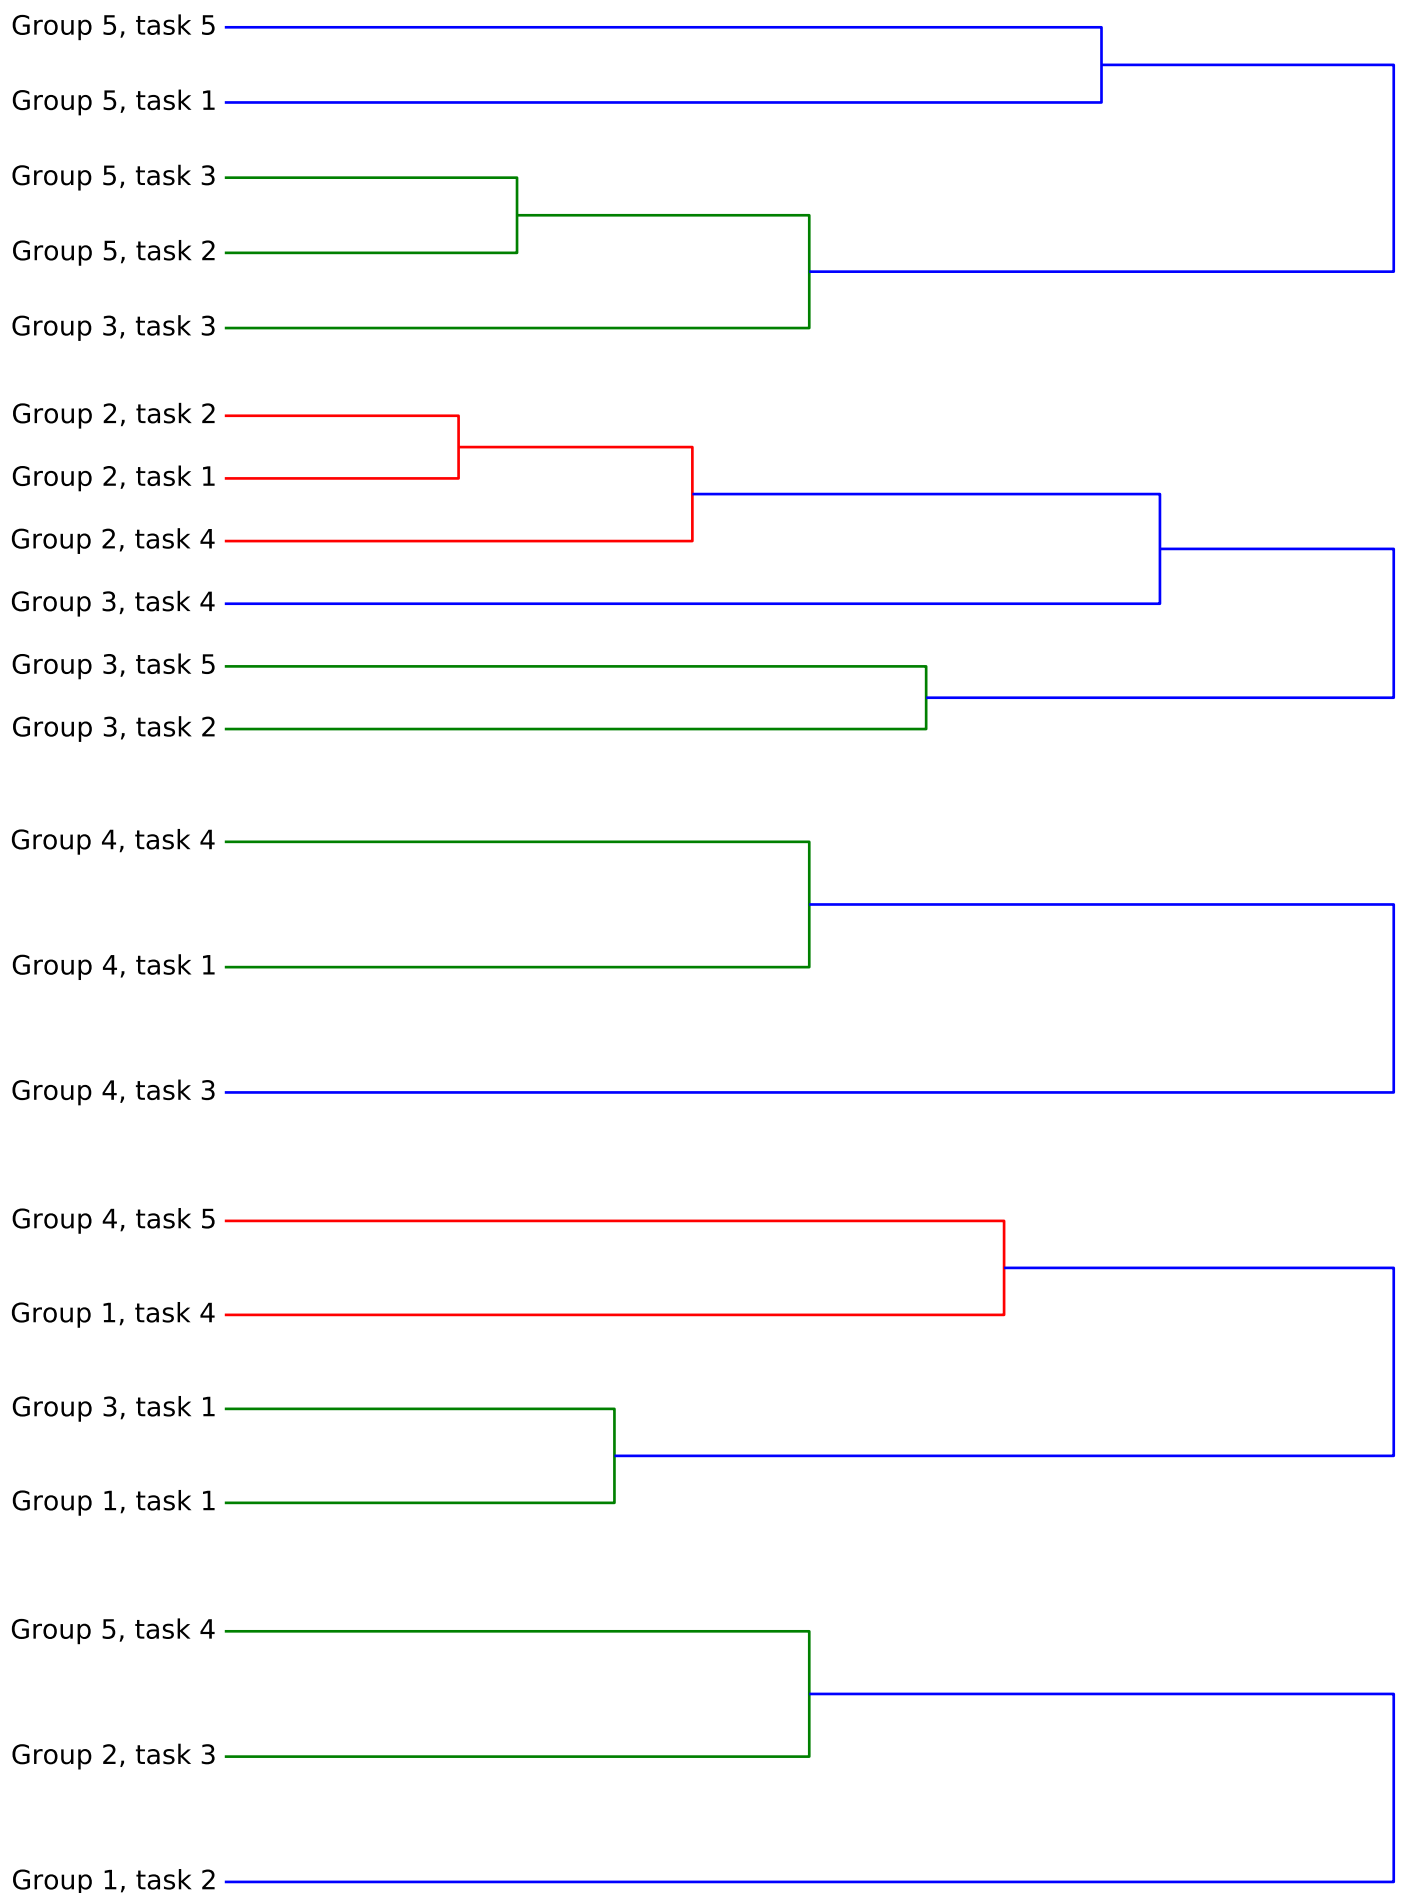 Group 5, task 5
Group 5, task 1
Group 5, task 3
Group 5, task 2
Group 3, task 3
Group 2, task 2
Group 2, task 1
Group 2, task 4
Group 3, task 4
Group 3, task 5
Group 3, task 2
Group 4, task 4
Group 4, task 1
Group 4, task 3
Group 4, task 5
Group 1, task 4
Group 3, task 1
Group 1, task 1
Group 5, task 4
Group 2, task 3
Group 1, task 2